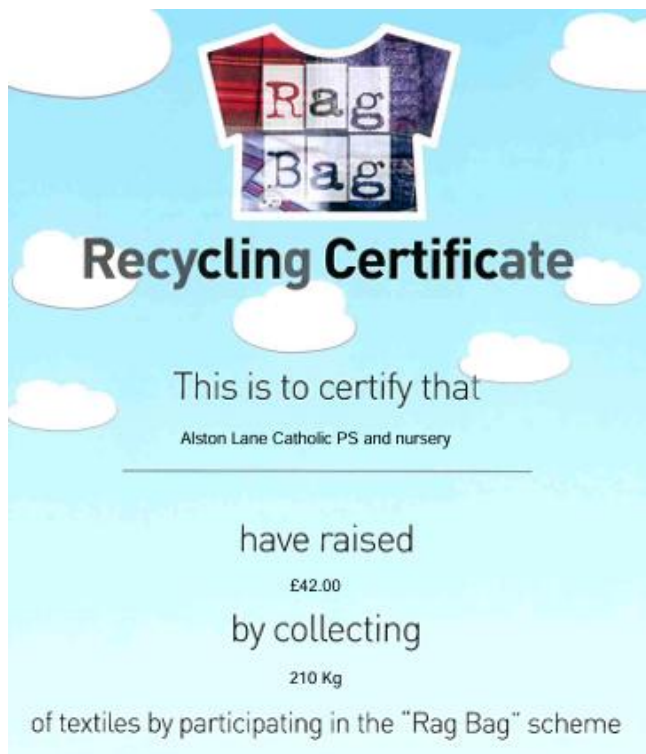 Rag
Bag
Recycling Certificate
This is to certify that
Alston Lane Catholic PS and nursery
have raised
£42.00
by collecting
210 Kg
of textiles by participating in the “Rag Bag” scheme